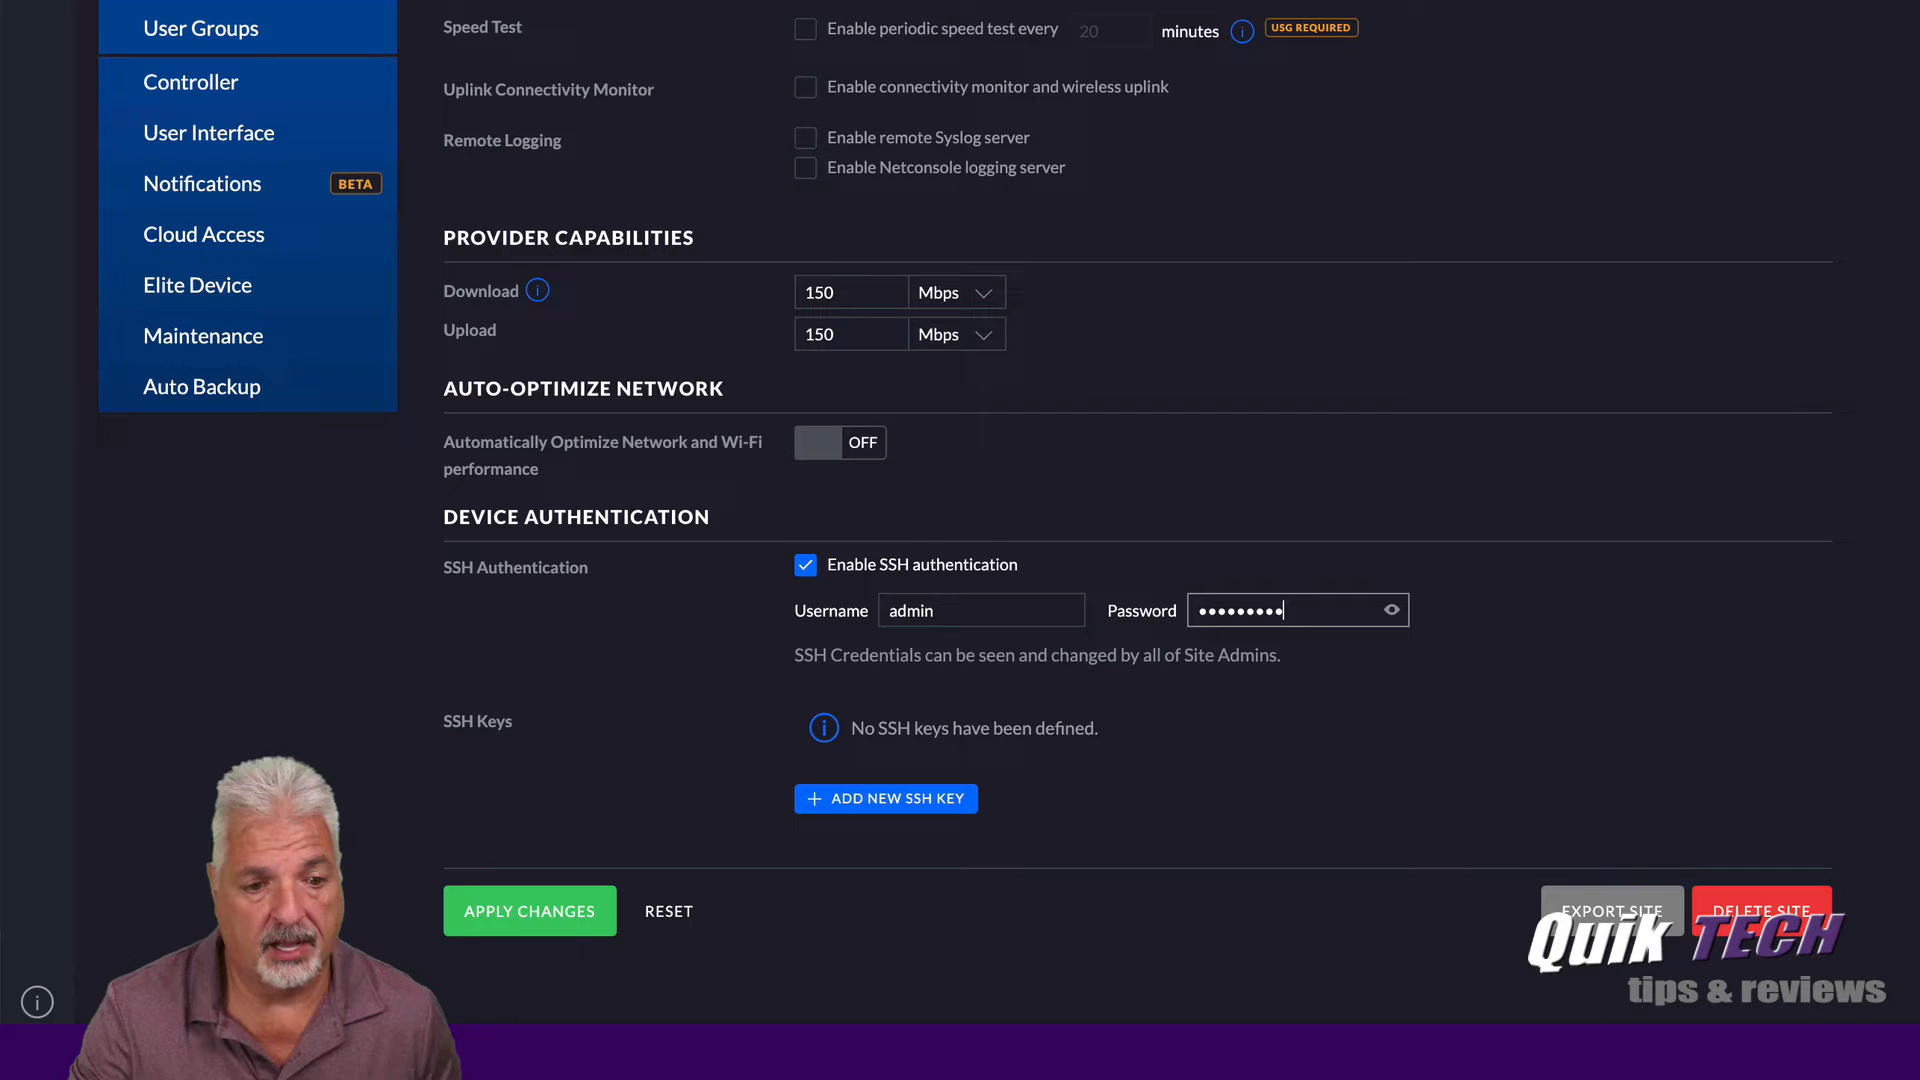 User Groups
Controller
User Interface
Notifications BETA
Cloud Access
Elite Device
Maintenance
Auto Backup
Speed Test Enable periodic speed test every 20 minutes USG REQUIRED
Uplink Connectivity Monitor Enable connectivity monitor and wireless uplink
Remote Logging Enable remote Syslog server
Enable Netconsole logging server
PROVIDER CAPABILITIES
Download 150 Mbps
Upload 150 Mbps
AUTO-OPTIMIZE NETWORK
Automatically Optimize Network and Wi-Fi OFF
performance
DEVICE AUTHENTICATION
SSH Authentication Enable SSH authentication
Username admin Password •••••••••
SSH Credentials can be seen and changed by all of Site Admins.
SSH Keys No SSH keys have been defined.
+ ADD NEW SSH KEY
APPLY CHANGES RESET EXPORT SITE DELETE SITE
Quik TECH
tips & reviews